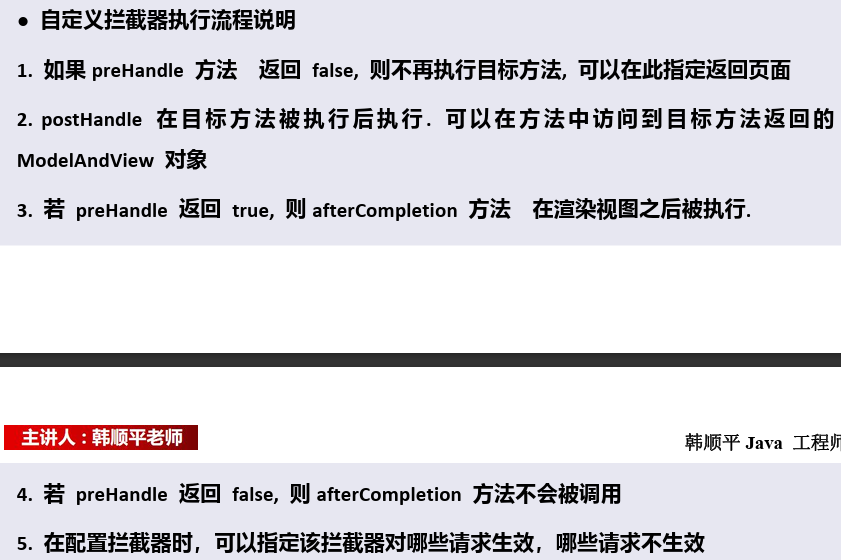 ● 自定义拦截器执行流程说明
1. 如果 preHandle 方法 返回 false, 则不再执行目标方法, 可以在此指定返回页面
2. postHandle 在目标方法被执行后执行. 可以在方法中访问到目标方法返回的
ModelAndView 对象
3. 若 preHandle 返回 true, 则 afterCompletion 方法 在渲染视图之后被执行.
主讲人 : 韩顺平老师
韩顺平 Java 工程师
4. 若 preHandle 返回 false, 则 afterCompletion 方法不会被调用
5. 在配置拦截器时，可以指定该拦截器对哪些请求生效，哪些请求不生效